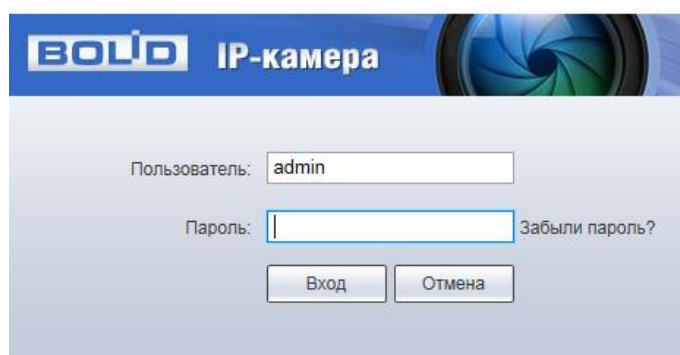 BOLID IP-камера
Пользователь: admin
Пароль: Забыли пароль?
Вход Отмена